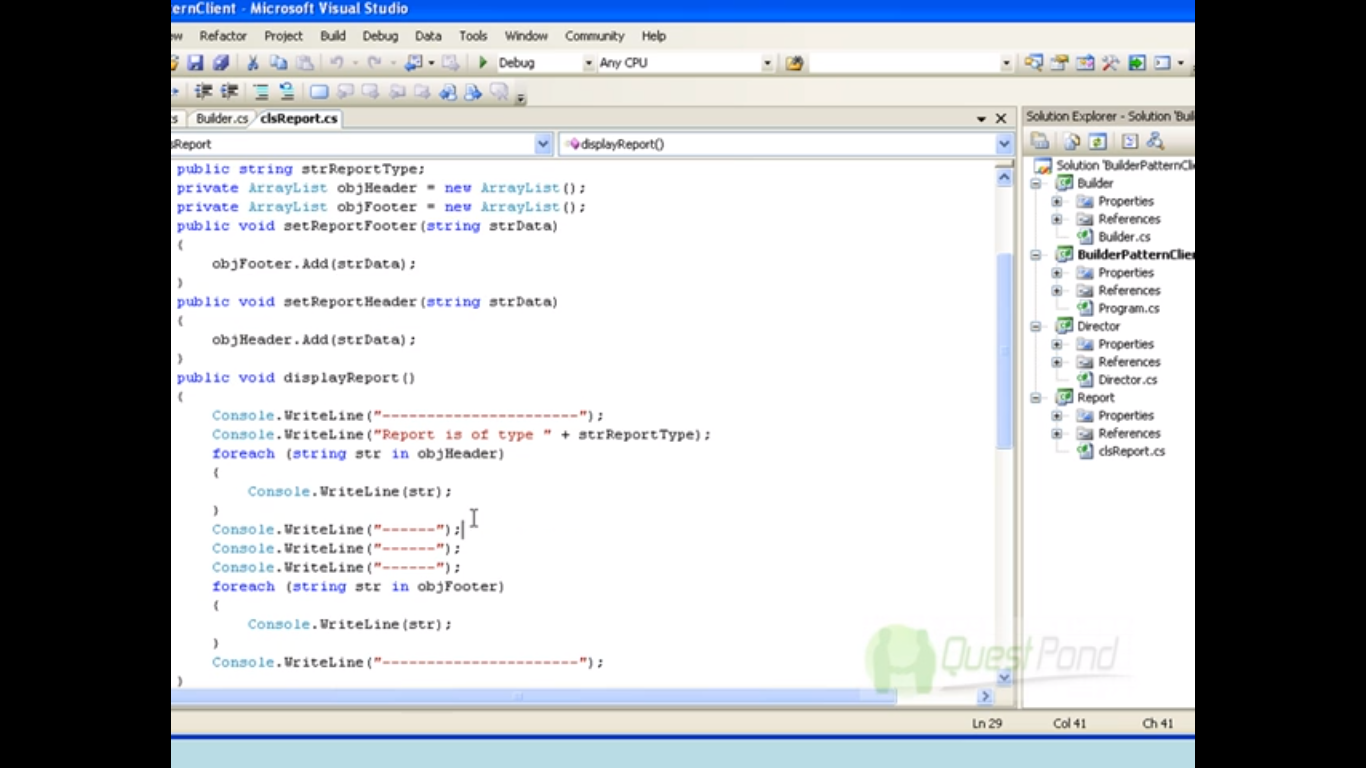 ternClient - Microsoft Visual Studio
ew Refactor Project Build Debug Data Tools Window Community Help
Debug Any CPU
s Builder.cs clsReport.cs
Solution Explorer - Solution 'Buil
sReport displayReport()
public string strReportType;
private ArrayList objHeader = new ArrayList();
private ArrayList objFooter = new ArrayList();
public void setReportFooter(string strData)
{
objFooter.Add(strData);
}
public void setReportHeader(string strData)
{
objHeader.Add(strData);
}
public void displayReport()
{
Console.WriteLine("----------------------");
Console.WriteLine("Report is of type " + strReportType);
foreach (string str in objHeader)
{
Console.WriteLine(str);
}
Console.WriteLine("------");
Console.WriteLine("------");
Console.WriteLine("------");
foreach (string str in objFooter)
{
Console.WriteLine(str);
}
Console.WriteLine("----------------------");
}
Solution 'BuilderPatternCli
Builder
Properties
References
Builder.cs
BuilderPatternClie
Properties
References
Program.cs
Director
Properties
References
Director.cs
Report
Properties
References
clsReport.cs
QuestPond
Ln 29 Col 41 Ch 41